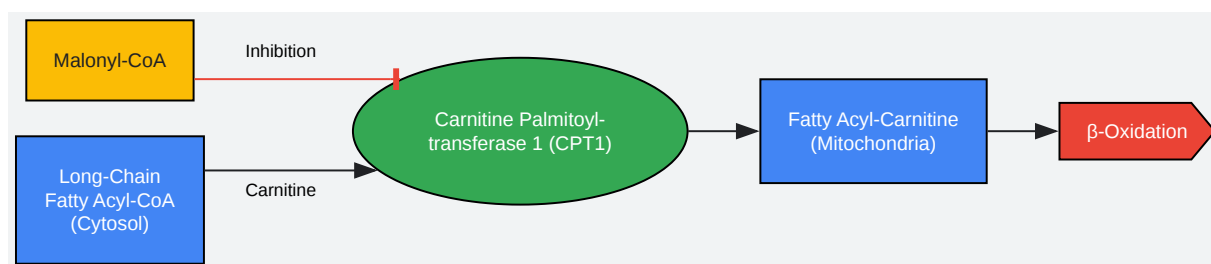 Malonyl-CoA
Inhibition
Long-Chain
Fatty Acyl-CoA
(Cytosol)
Carnitine
Carnitine Palmitoyl-
transferase 1 (CPT1)
Fatty Acyl-Carnitine
(Mitochondria)
β-Oxidation